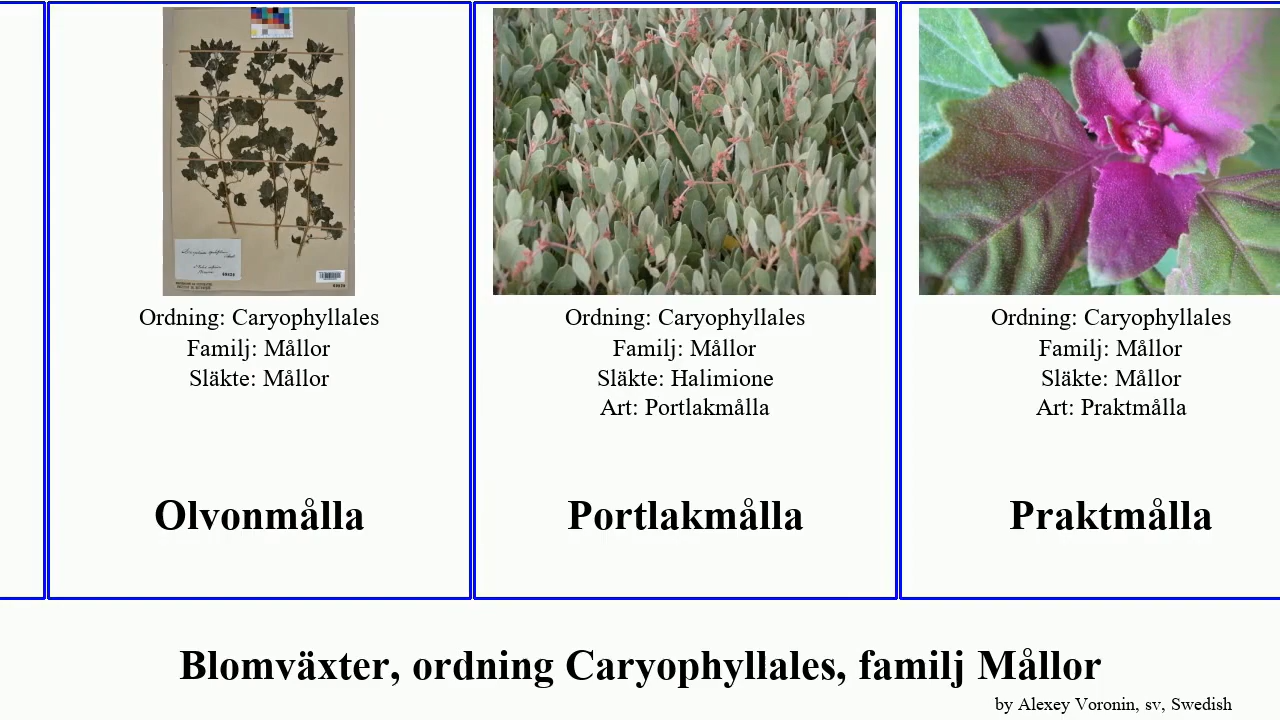 Ordning: Caryophyllales
Familj: Mållor
Släkte: Mållor
Olvonmålla
Ordning: Caryophyllales
Familj: Mållor
Släkte: Halimione
Art: Portlakmålla
Portlakmålla
Ordning: Caryophyllales
Familj: Mållor
Släkte: Mållor
Art: Praktmålla
Praktmålla
Blomväxter, ordning Caryophyllales, familj Mållor
by Alexey Voronin, sv, Swedish